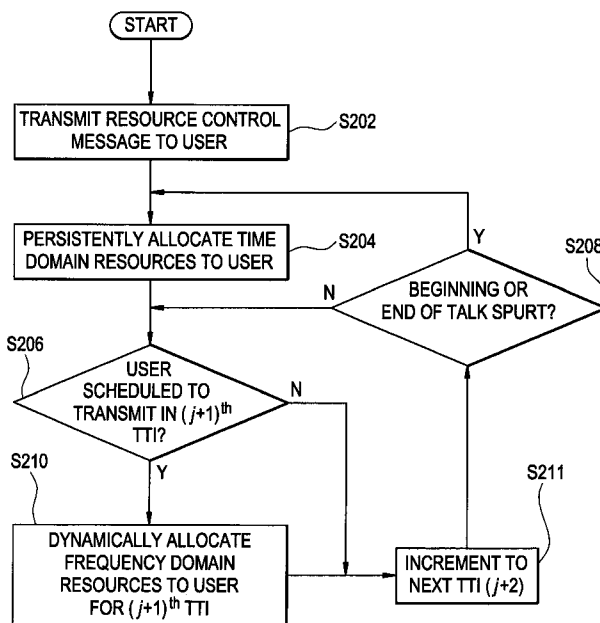 START
TRANSMIT RESOURCE CONTROL
MESSAGE TO USER
S202
PERSISTENTLY ALLOCATE TIME
DOMAIN RESOURCES TO USER
S204
Y
S208
N
BEGINNING OR
END OF TALK SPURT?
S206
USER
SCHEDULED TO
TRANSMIT IN (j+1)th
TTI?
N
Y
S210
S211
DYNAMICALLY ALLOCATE
FREQUENCY DOMAIN
RESOURCES TO USER
FOR (j+1)th TTI
INCREMENT TO
NEXT TTI (j+2)